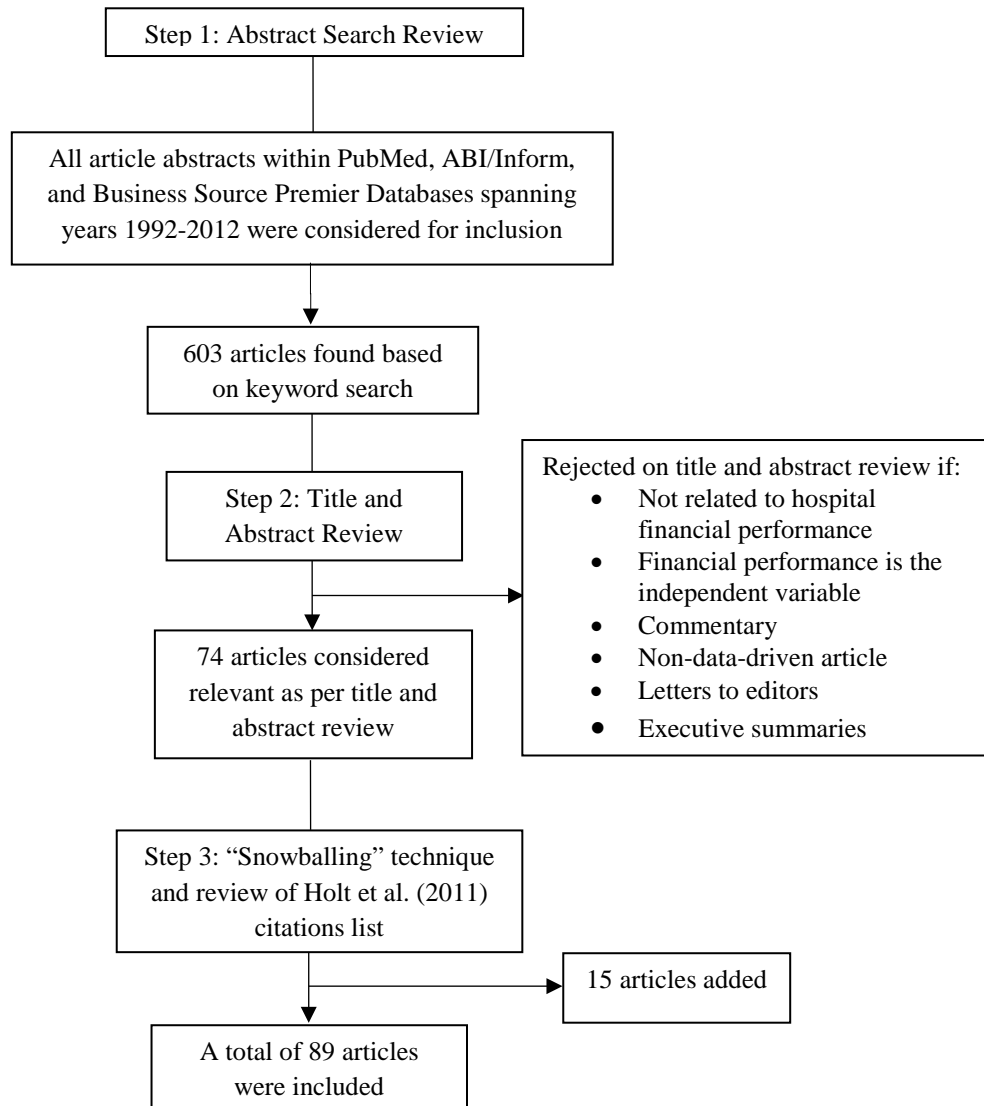 Step 1: Abstract Search Review
All article abstracts within PubMed, ABI/Inform,
and Business Source Premier Databases spanning
years 1992-2012 were considered for inclusion
603 articles found based
on keyword search
Step 2: Title and
Abstract Review
Rejected on title and abstract review if:
• Not related to hospital
financial performance
• Financial performance is the
independent variable
• Commentary
• Non-data-driven article
• Letters to editors
• Executive summaries
74 articles considered
relevant as per title and
abstract review
Step 3: “Snowballing” technique
and review of Holt et al. (2011)
citations list
15 articles added
A total of 89 articles
were included